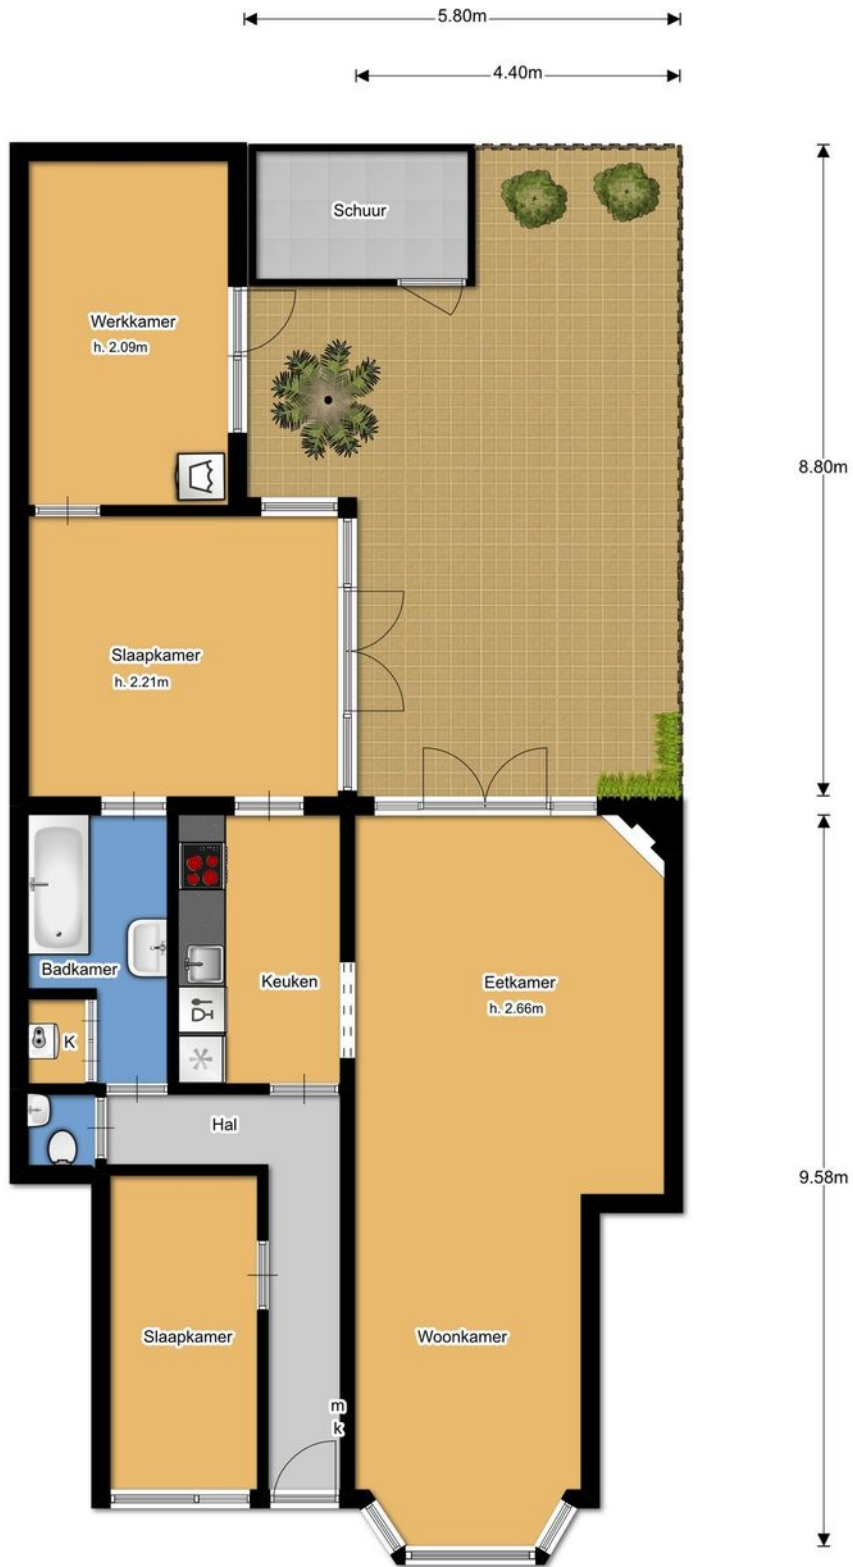 5.80m
4.40m
Schuur
Werkkamer
h. 2.09m
8.80m
Slaapkamer
h. 2.21m
Badkamer
Keuken
Eetkamer
h. 2.66m
K
Hal
9.58m
Slaapkamer
Woonkamer
m
k